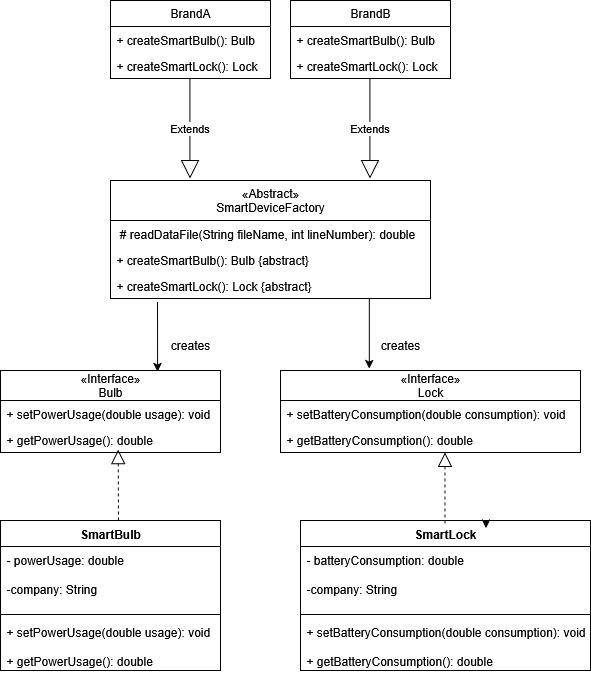 BrandA
+ createSmartBulb(): Bulb
+ createSmartLock(): Lock
BrandB
+ createSmartBulb(): Bulb
+ createSmartLock(): Lock
Extends
Extends
«Abstract»
SmartDeviceFactory
# readDataFile(String fileName, int lineNumber): double
+ createSmartBulb(): Bulb {abstract}
+ createSmartLock(): Lock {abstract}
creates
creates
«Interface»
Bulb
+ setPowerUsage(double usage): void
+ getPowerUsage(): double
«Interface»
Lock
+ setBatteryConsumption(double consumption): void
+ getBatteryConsumption(): double
SmartBulb
- powerUsage: double
-company: String
+ setPowerUsage(double usage): void
+ getPowerUsage(): double
SmartLock
- batteryConsumption: double
-company: String
+ setBatteryConsumption(double consumption): void
+ getBatteryConsumption(): double